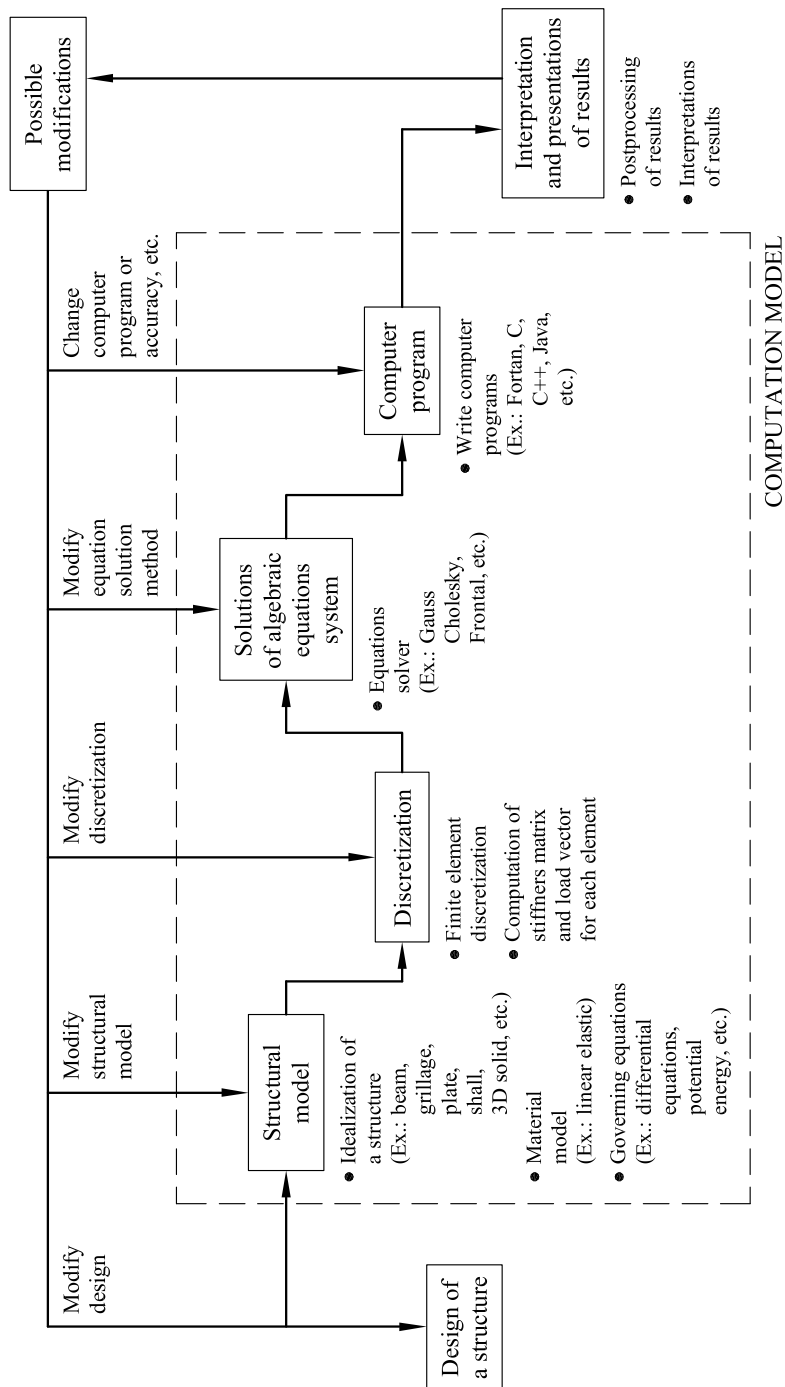 Possible
modifications
Modify
design
Modify
structural
model
Modify
discretization
Modify
equation
solution
method
Change
computer
program or
accuracy, etc.
Design of
a structure
Structural
model
• Idealization of
a structure
(Ex.: beam,
grillage,
plate,
shall,
3D solid, etc.)
• Material
model
(Ex.: linear elastic)
• Governing equations
(Ex.: differential
equations,
potential
energy, etc.)
Discretization
• Finite element
discretization
• Computation of
stiffners matrix
and load vector
for each element
Solutions
of algebraic
equations
system
• Equations
solver
(Ex.: Gauss
Cholesky,
Frontal, etc.)
Computer
program
• Write computer
programs
(Ex.: Fortan, C,
C++, Java,
etc.)
Interpretation
and presentations
of results
• Postprocessing
of results
• Interpretations
of results
COMPUTATION MODEL